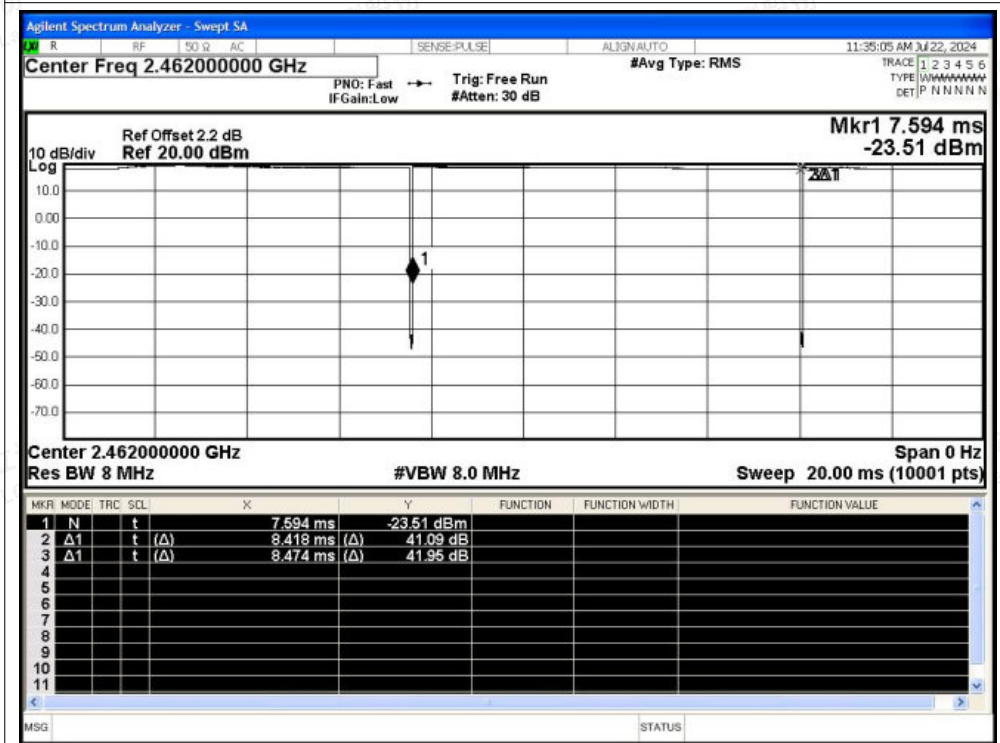 Agilent Spectrum Analyzer - Swept SA
LXI R RF 50 Ω AC SENSE:PULSE ALIGN AUTO 11:35:05 AM Jul 22, 2024
Center Freq 2.462000000 GHz #Avg Type: RMS TRACE 1 2 3 4 5 6
PNO: Fast Trig: Free Run TYPE WWWWWW
IFGain:Low #Atten: 30 dB DET P N N N N N
Mkr1 7.594 ms
Ref Offset 2.2 dB
10 dB/div Ref 20.00 dBm -23.51 dBm
Log
10.0
0.00
-10.0
-20.0
-30.0
-40.0
-50.0
-60.0
-70.0
1
Center 2.462000000 GHz Span 0 Hz
Res BW 8 MHz #VBW 8.0 MHz Sweep 20.00 ms (10001 pts)
MKR MODE TRC SCL X Y FUNCTION FUNCTION WIDTH FUNCTION VALUE
1 N t 7.594 ms -23.51 dBm
2 Δ1 t (Δ) 8.418 ms (Δ) 41.09 dB
3 Δ1 t (Δ) 8.474 ms (Δ) 41.95 dB
4
5
6
7
8
9
10
11
MSG STATUS